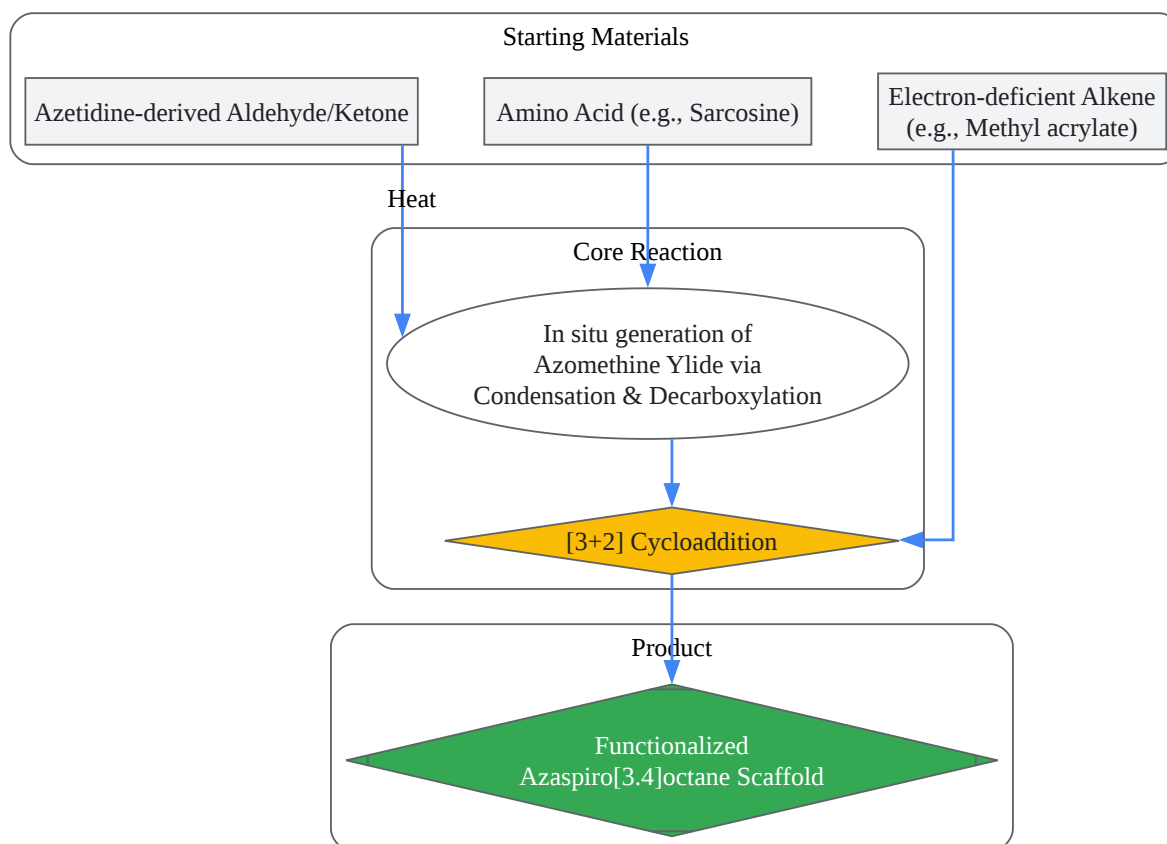 Starting Materials
Azetidine-derived Aldehyde/Ketone
Amino Acid (e.g., Sarcosine)
Electron-deficient Alkene
(e.g., Methyl acrylate)
Heat
Core Reaction
In situ generation of
Azomethine Ylide via
Condensation & Decarboxylation
[3+2] Cycloaddition
Product
Functionalized
Azaspiro[3.4]octane Scaffold